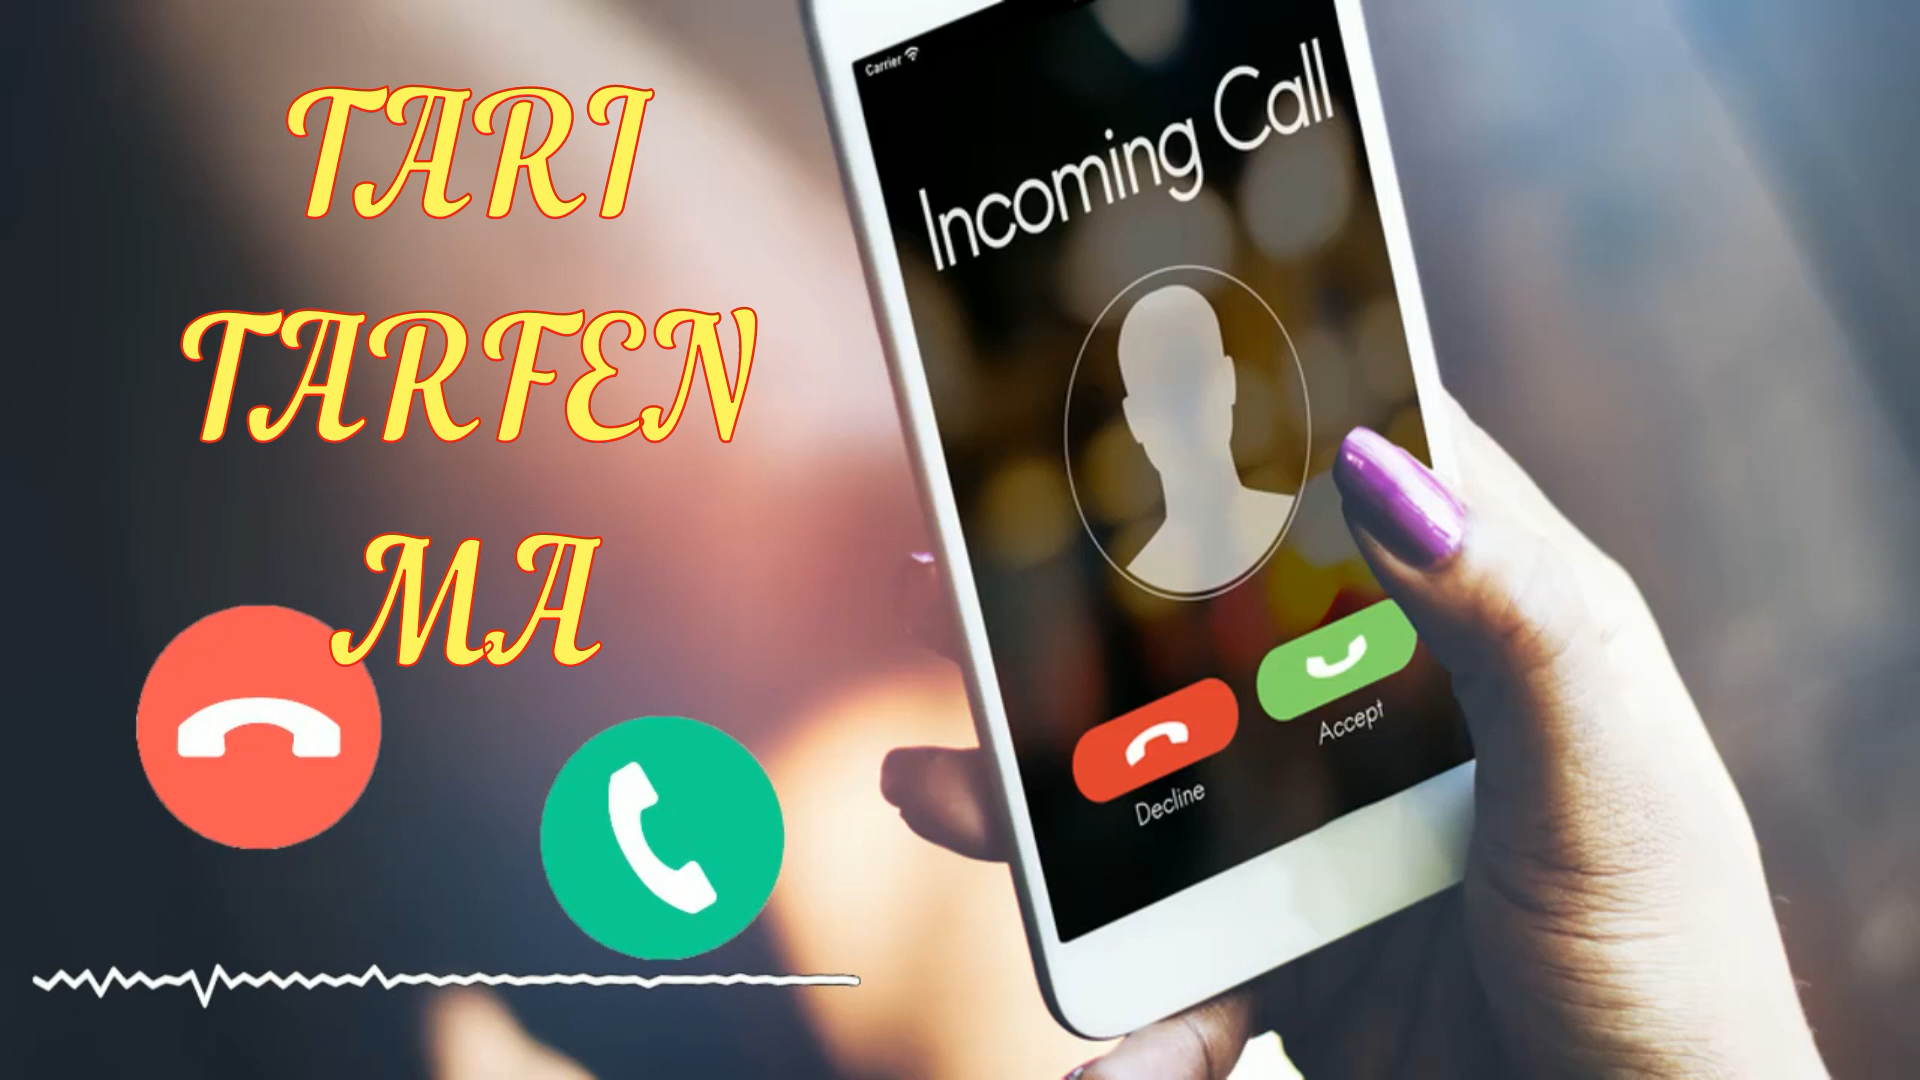 TARI
TARFEN
MA
Carrier
Incoming Call
Decline
Accept